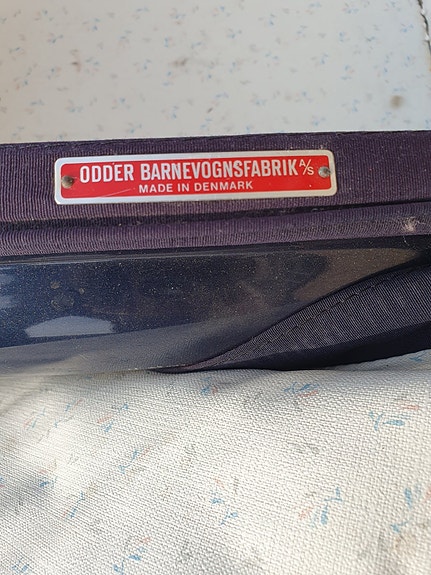 ODDER BARNEVOGNSFABRIK A/S
MADE IN DENMARK